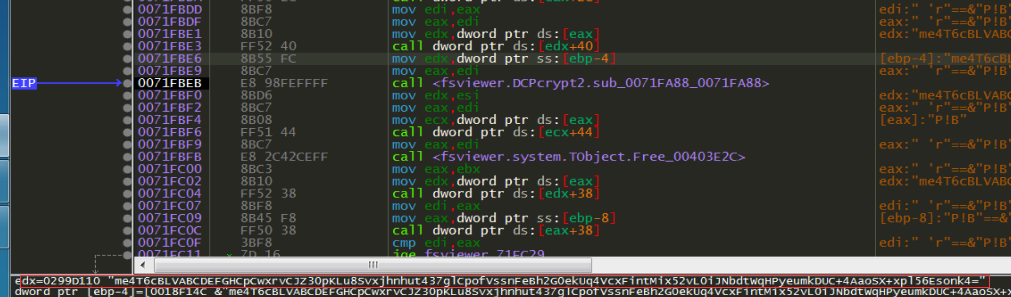 0071FBDD 8BF8 mov edi,eax edi:" 'r"==&"P!B"
0071FBDF 8BC7 mov eax,edi eax:" 'r"==&"P!B"
0071FBE1 8B10 mov edx,dword ptr ds:[eax] edx:"me4T6cBLVABC
0071FBE3 FF52 40 call dword ptr ds:[edx+40]
0071FBE6 8B55 FC mov edx,dword ptr ss:[ebp-4] [ebp-4]:"me4T6c
0071FBE9 8BC7 mov eax,edi eax:" 'r"==&"P!B"
EIP 0071FBEB E8 98FEFFFF call <fsviewer.DCPcrypt2.sub_0071FA88_0071FA88>
0071FBF0 8BD6 mov edx,esi edx:"me4T6cBLVABC
0071FBF2 8BC7 mov eax,edi eax:" 'r"==&"P!B"
0071FBF4 8B08 mov ecx,dword ptr ds:[eax] [eax]:"P!B"
0071FBF6 FF51 44 call dword ptr ds:[ecx+44]
0071FBF9 8BC7 mov eax,edi eax:" 'r"==&"P!B"
0071FBFB E8 2C42CEFF call <fsviewer.system.TObject.Free_00403E2C>
0071FC00 8BC3 mov eax,ebx
0071FC02 8B10 mov edx,dword ptr ds:[eax] edx:"me4T6cBLVABC
0071FC04 FF52 38 call dword ptr ds:[edx+38]
0071FC07 8BF8 mov edi,eax edi:" 'r"==&"P!B"
0071FC09 8B45 F8 mov eax,dword ptr ss:[ebp-8] [ebp-8]:"P!B"==&
0071FC0C FF50 38 call dword ptr ds:[eax+38]
0071FC0F 3BF8 cmp edi,eax edi:" 'r"==&"P!B"
0071FC11 7D 16 jge fsviewer.71FC29
edx=0299D110 "me4T6cBLVABCDEFGHCpCwxrvCJZ3OpKLu8Svxjhnhut437glCpofvssnFeBh2G0ekUq4vcxFintMix52vL0iJNbdtWqHPyeumkDUC+4AaoSX+xpl56Esonk4="
dword ptr [ebp-4]=[0018F14C &"me4T6cBLVABCDEFGHCpCwxrvCJZ3OpKLu8Svxjhnhut437glCpofvssnFeBh2G0ekUq4vcxFintMix52vL0iJNbdtWqHPyeumkDUC+4AaoSX+x